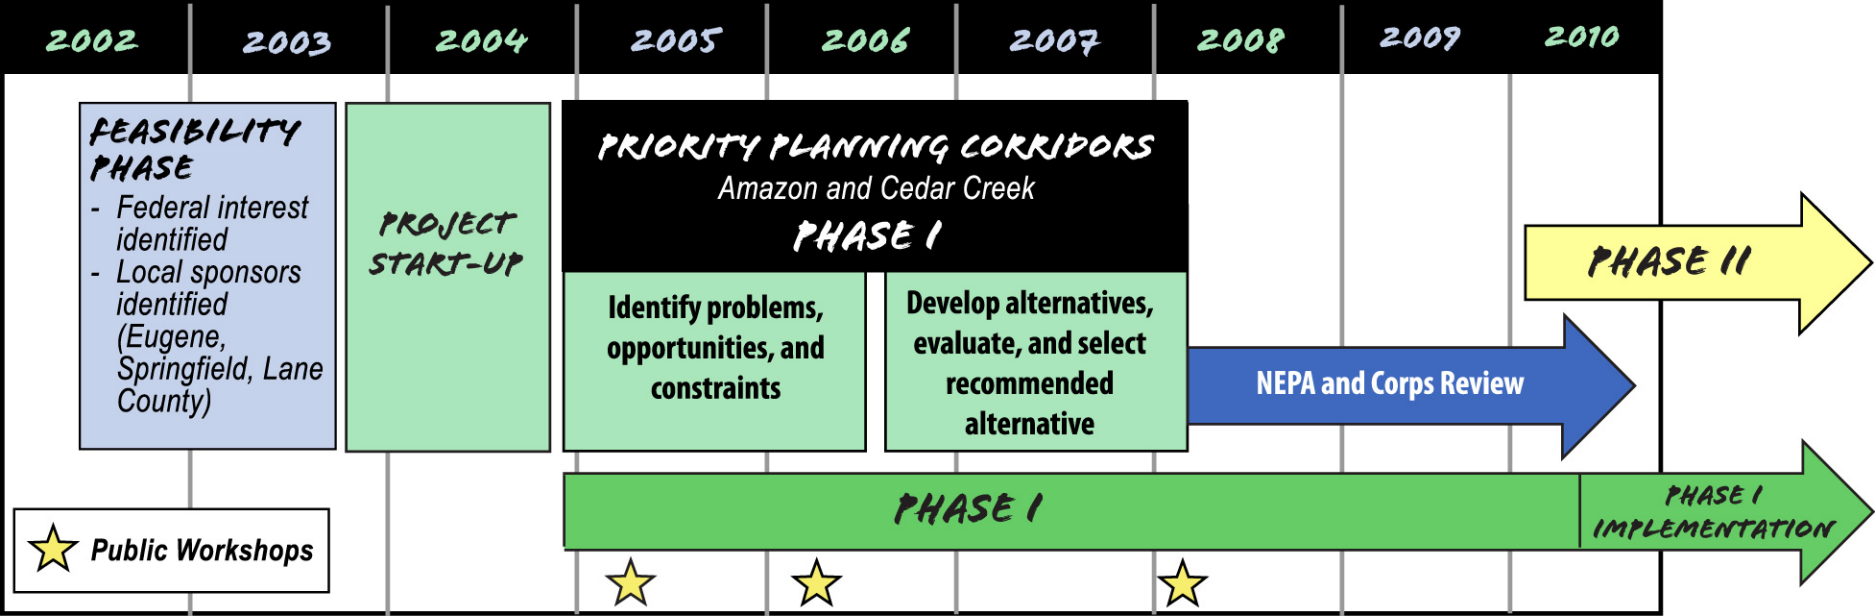 2002 2003 2004 2005 2006 2007 2008 2009 2010
FEASIBILITY
PHASE
- Federal interest
identified
- Local sponsors
identified
(Eugene,
Springfield, Lane
County)
PROJECT
START-UP
PRIORITY PLANNING CORRIDORS
Amazon and Cedar Creek
PHASE I
Identify problems,
opportunities, and
constraints
Develop alternatives,
evaluate, and select
recommended
alternative
PHASE II
NEPA and Corps Review
PHASE I
PHASE I
IMPLEMENTATION
Public Workshops